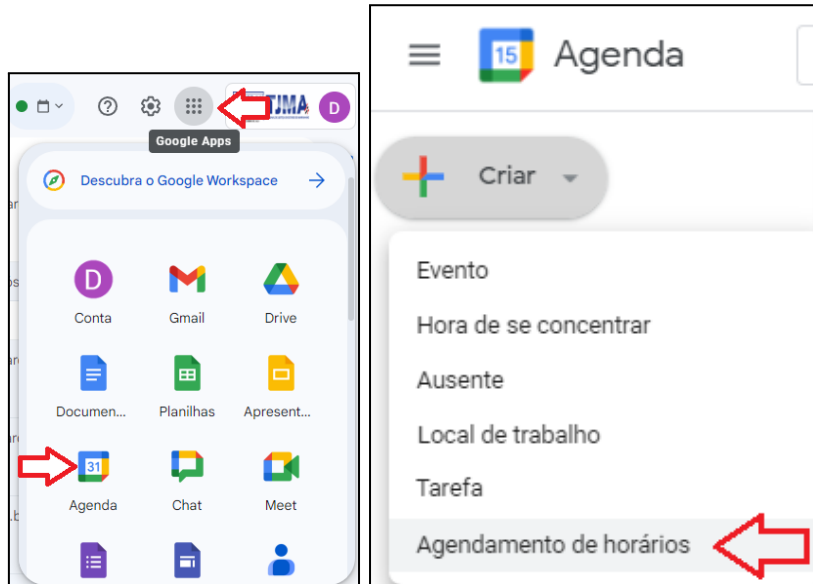 TJMA
D
Google Apps
Descubra o Google Workspace
D
Conta
Gmail
Drive
Documen...
Planilhas
Apresent...
31
Agenda
Chat
Meet
15
Agenda
Criar
Evento
Hora de se concentrar
Ausente
Local de trabalho
Tarefa
Agendamento de horários